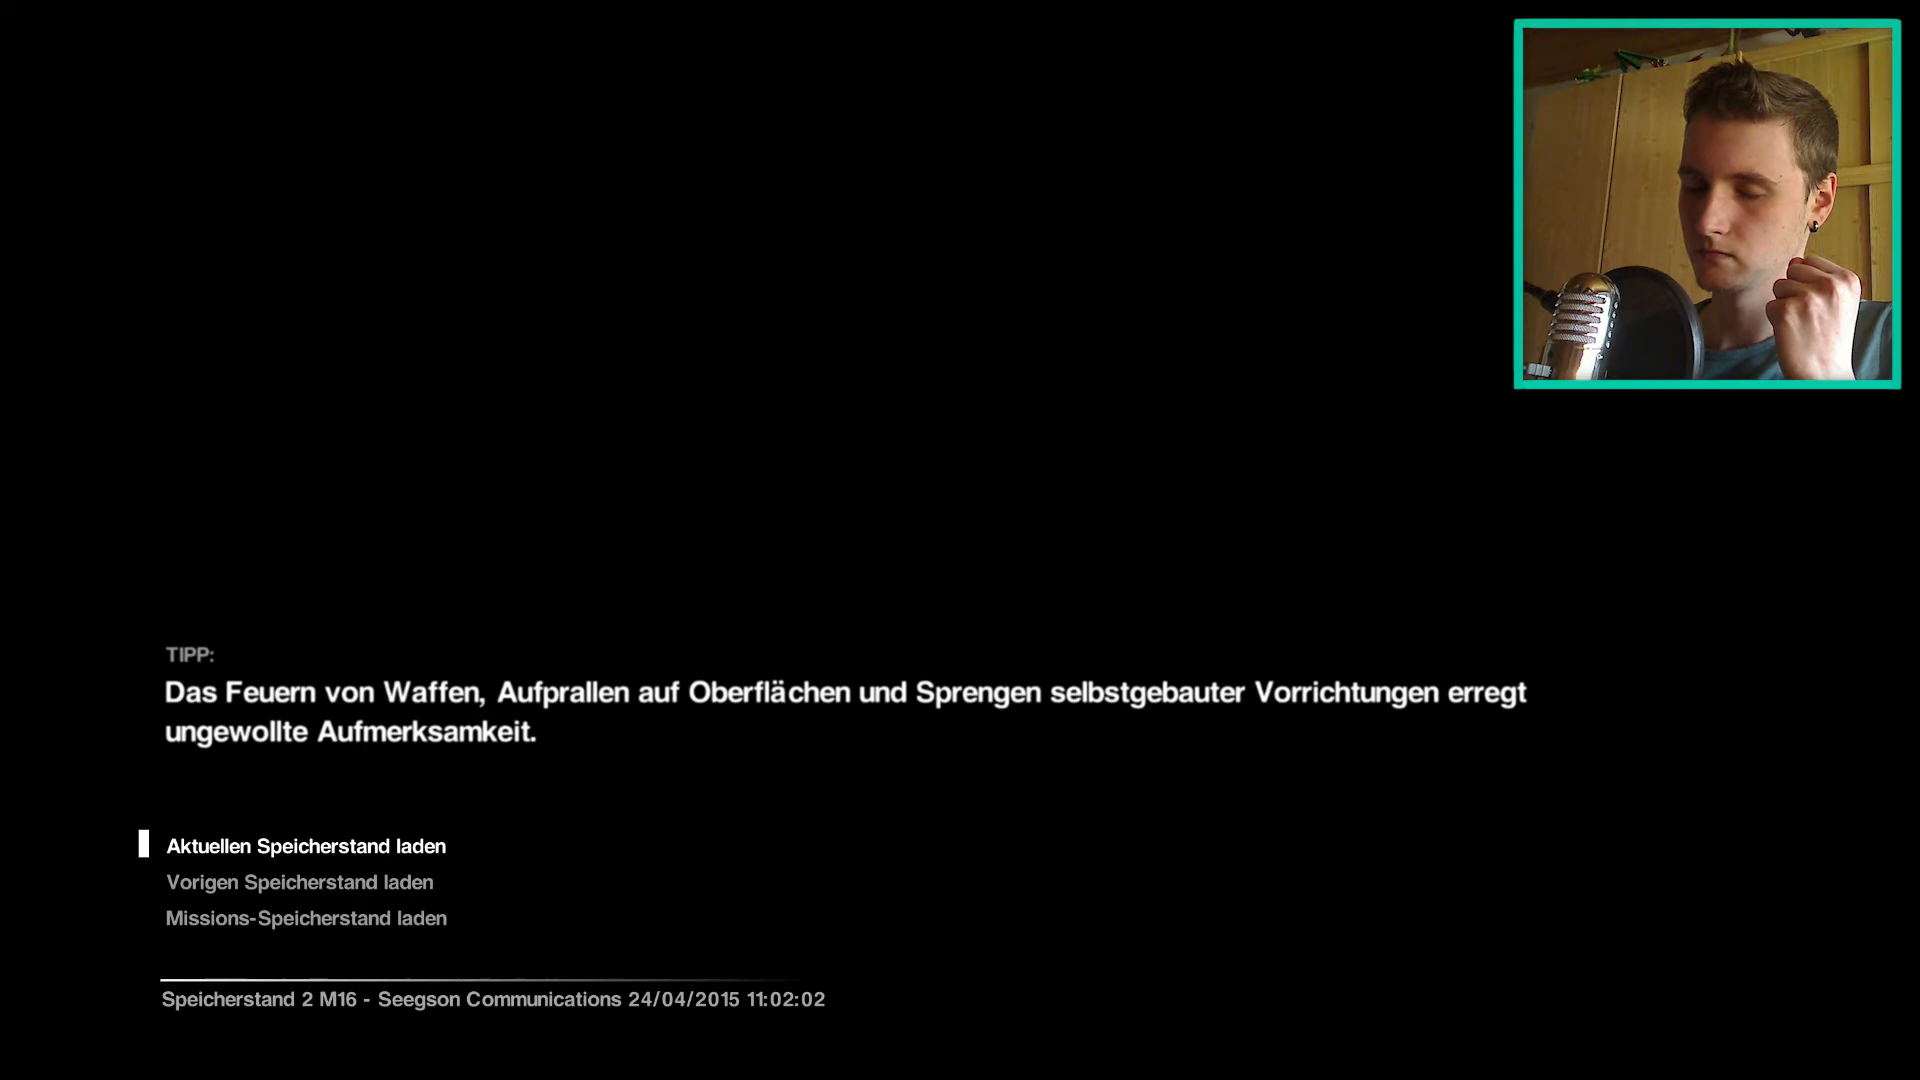 TIPP:
Das Feuern von Waffen, Aufprallen auf Oberflächen und Sprengen selbstgebauter Vorrichtungen erregt
ungewollte Aufmerksamkeit.
Aktuellen Speicherstand laden
Vorigen Speicherstand laden
Missions-Speicherstand laden
Speicherstand 2 M16 - Seegson Communications 24/04/2015 11:02:02